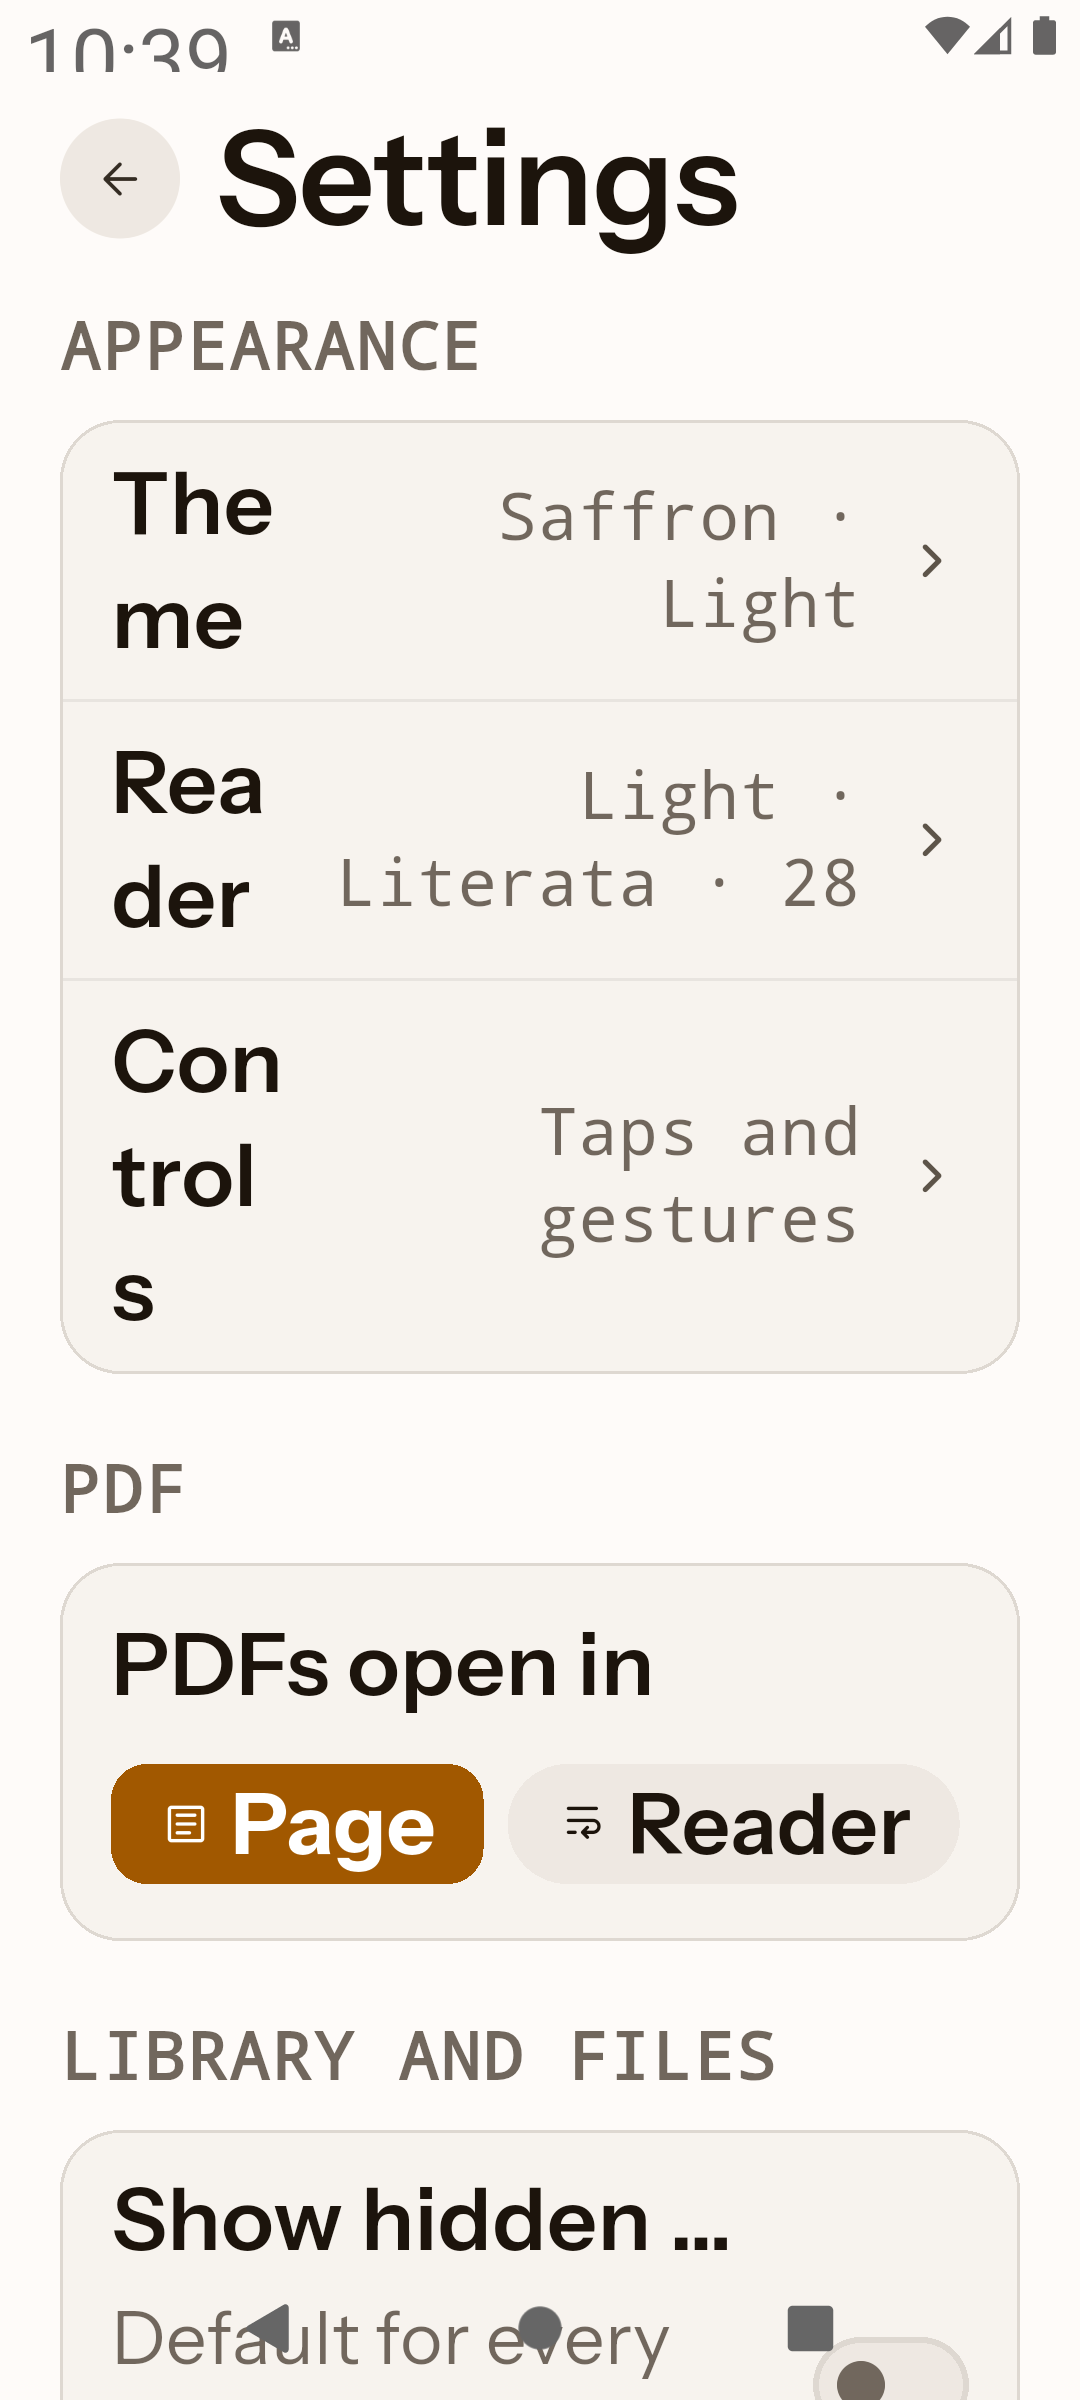 10:39
Settings
APPEARANCE
The
me
Saffron ·
Light
Rea
der
Light ·
Literata · 28
Con
trol
s
Taps and
gestures
PDF
PDFs open in
Page
Reader
LIBRARY AND FILES
Show hidden ...
Default for every